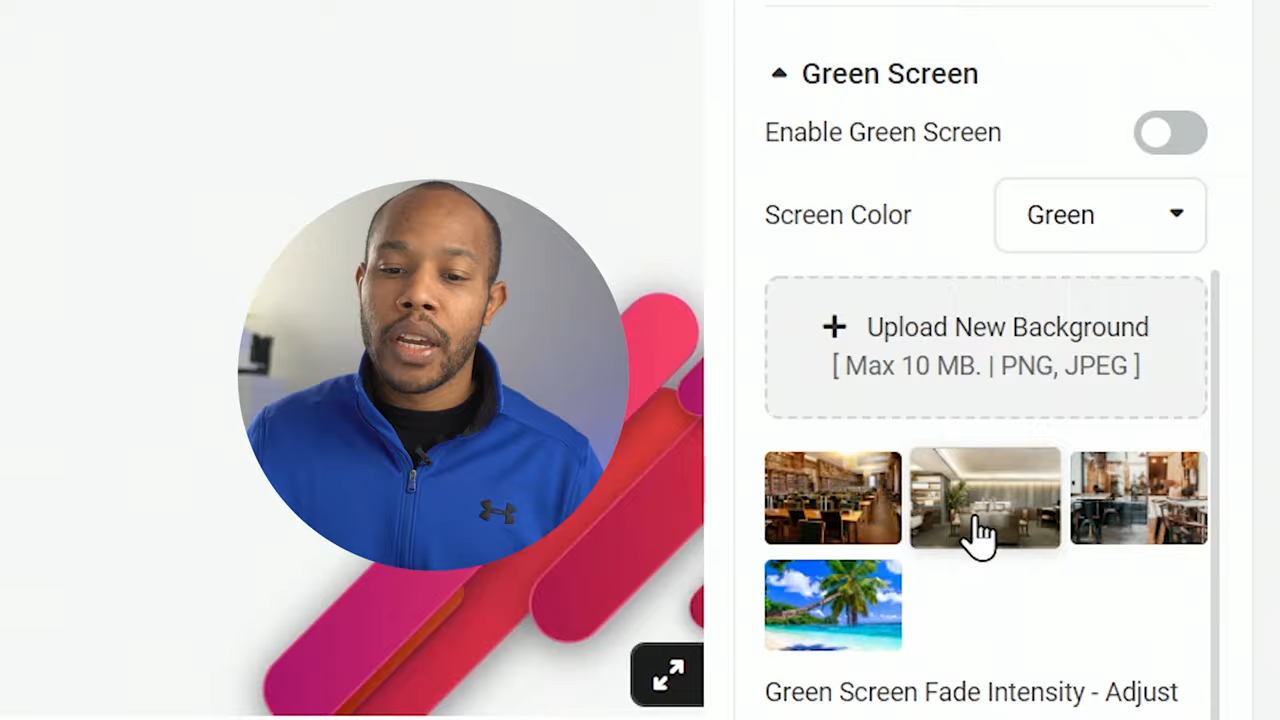 Green Screen
Enable Green Screen
Screen Color
Green
Upload New Background
[ Max 10 MB. | PNG, JPEG ]
Green Screen Fade Intensity - Adjust